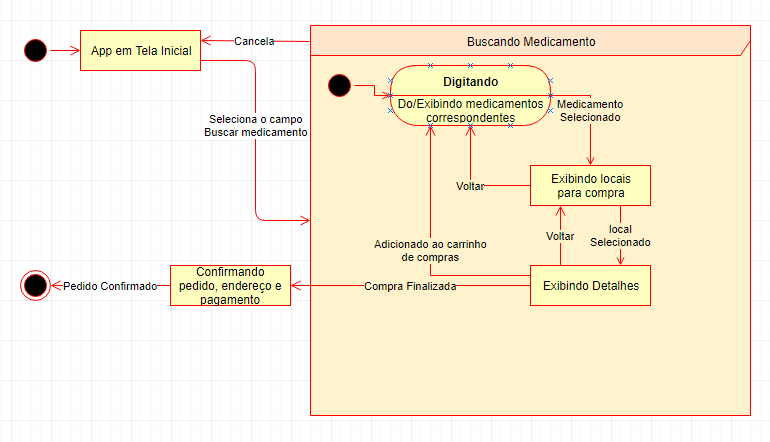 App em Tela Inicial
Cancela
Buscando Medicamento
Digitando
Do/Exibindo medicamentos
correspondentes
Medicamento
Selecionado
Seleciona o campo
Buscar medicamento
Voltar
Exibindo locais
para compra
Adicionado ao carrinho
de compras
Voltar
local
Selecionado
Pedido Confirmado
Confirmando
pedido, endereço e
pagamento
Compra Finalizada
Exibindo Detalhes